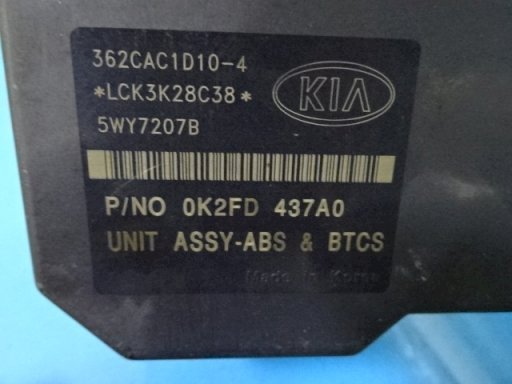 362CAC1D10-4
*LCK3K28C38*
KIA
5WY7207B
P/NO 0K2FD 437A0
UNIT ASSY-ABS & BTCS
Made in Korea